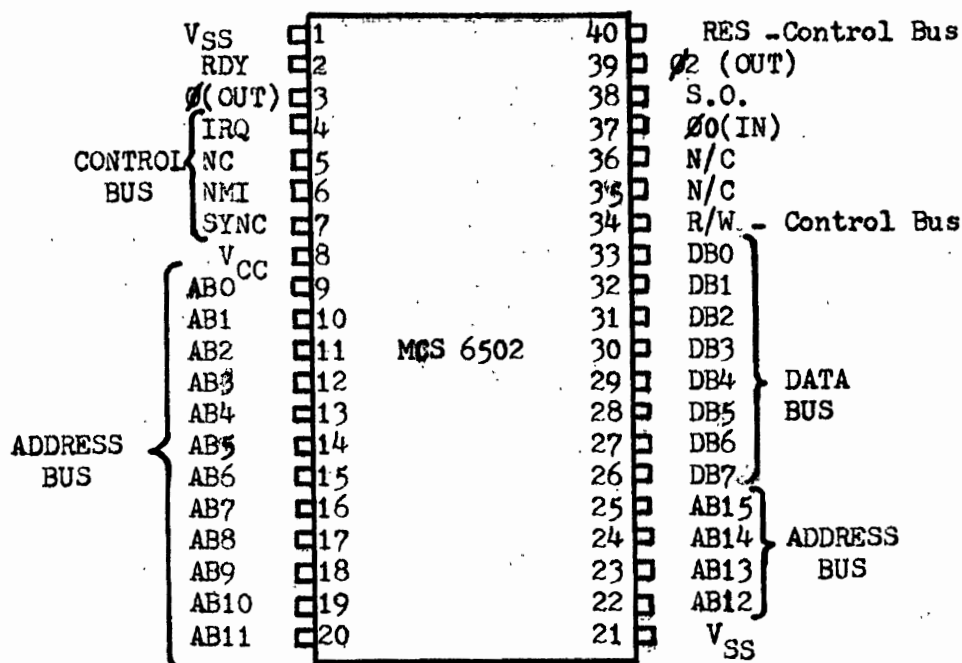 V_SS 1 40 RES -Control Bus
RDY 2 39 Ø2 (OUT)
Ø(OUT) 3 38 S.O.
IRQ 4 37 Ø0(IN)
CONTROL BUS
NC 5 36 N/C
NMI 6 35 N/C
SYNC 7 34 R/W - Control Bus
V_CC 8 33 DB0
AB0 9 32 DB1
AB1 10 31 DB2
AB2 11 MCS 6502 30 DB3
AB3 12 29 DB4
DATA BUS
AB4 13 28 DB5
AB5 14 27 DB6
ADDRESS BUS
AB6 15 26 DB7
AB7 16 25 AB15
AB8 17 24 AB14
ADDRESS BUS
AB9 18 23 AB13
AB10 19 22 AB12
AB11 20 21 V_SS